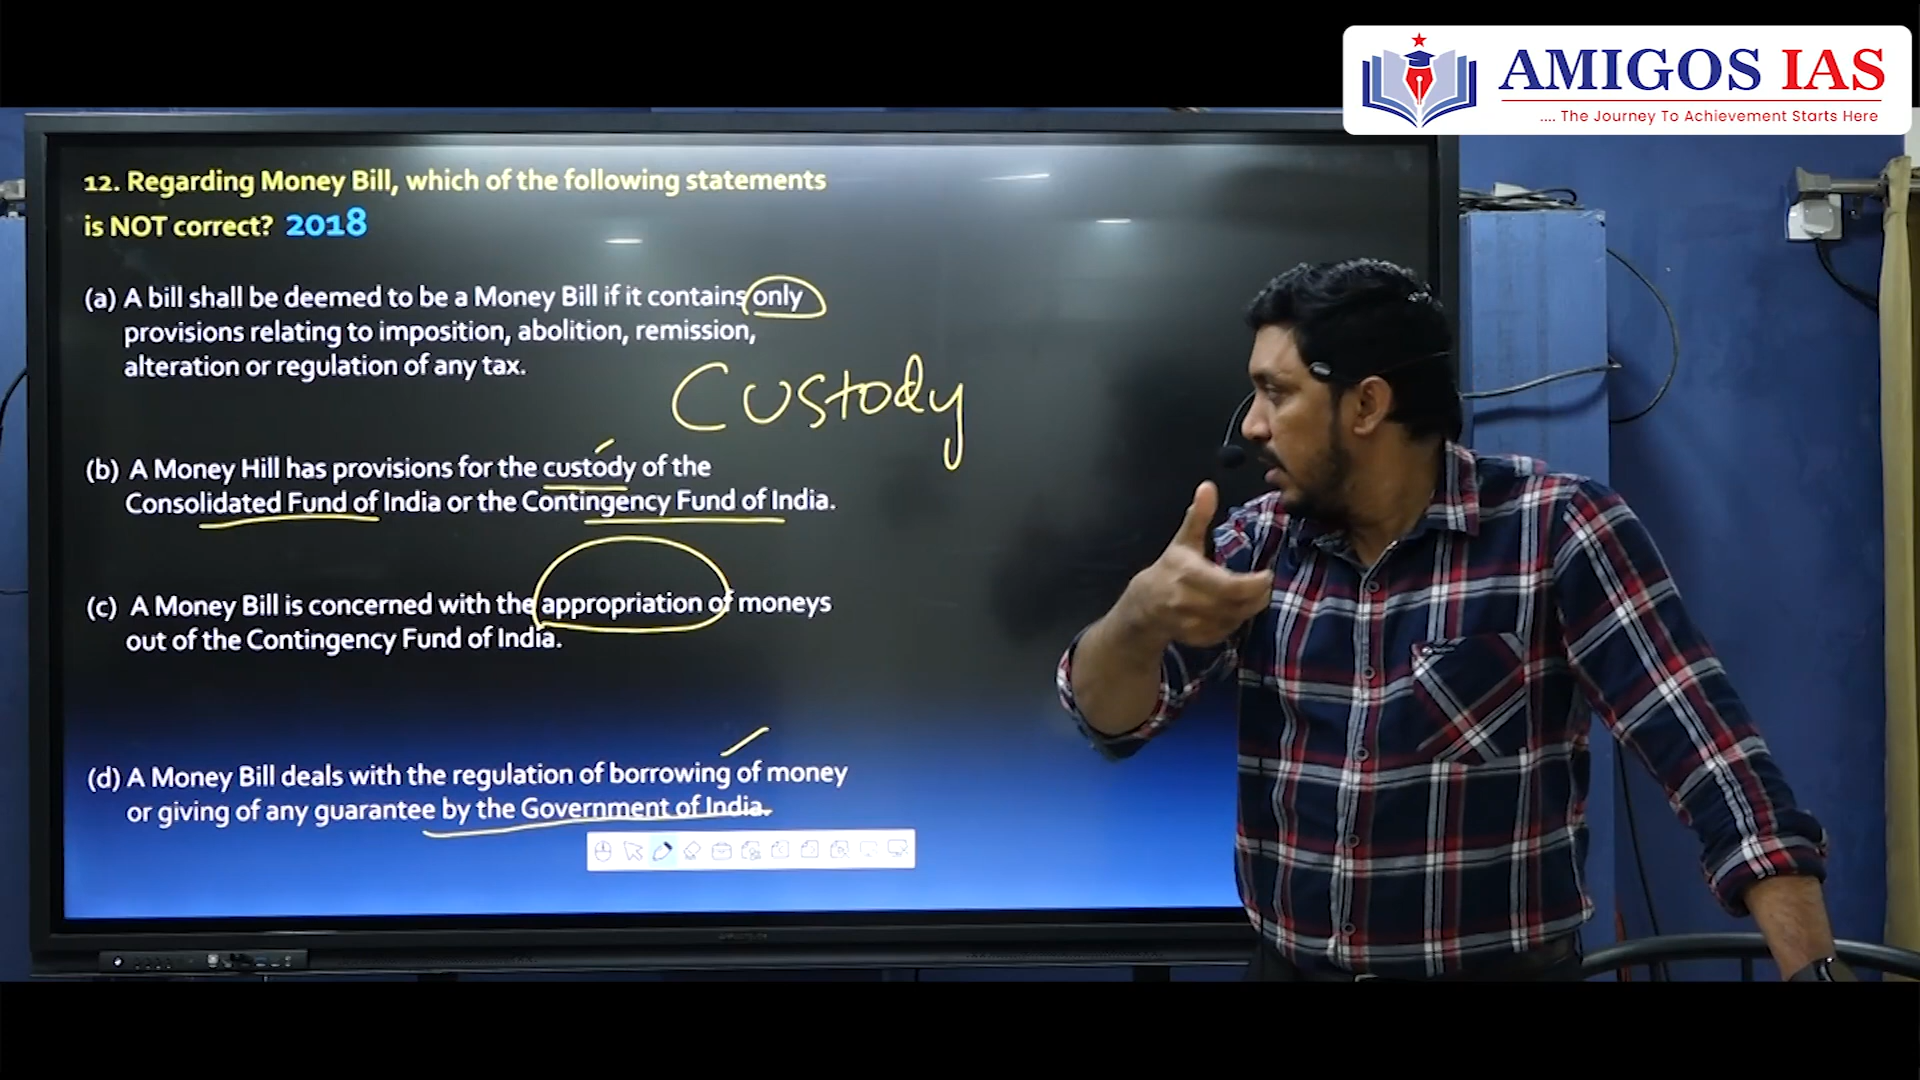 AMIGOS IAS
.... The Journey To Achievement Starts Here
12. Regarding Money Bill, which of the following statements
is NOT correct? 2018
(a) A bill shall be deemed to be a Money Bill if it contains only
provisions relating to imposition, abolition, remission,
alteration or regulation of any tax.
Custody
(b) A Money Hill has provisions for the custody of the
Consolidated Fund of India or the Contingency Fund of India.
(c) A Money Bill is concerned with the appropriation of moneys
out of the Contingency Fund of India.
(d) A Money Bill deals with the regulation of borrowing of money
or giving of any guarantee by the Government of India.